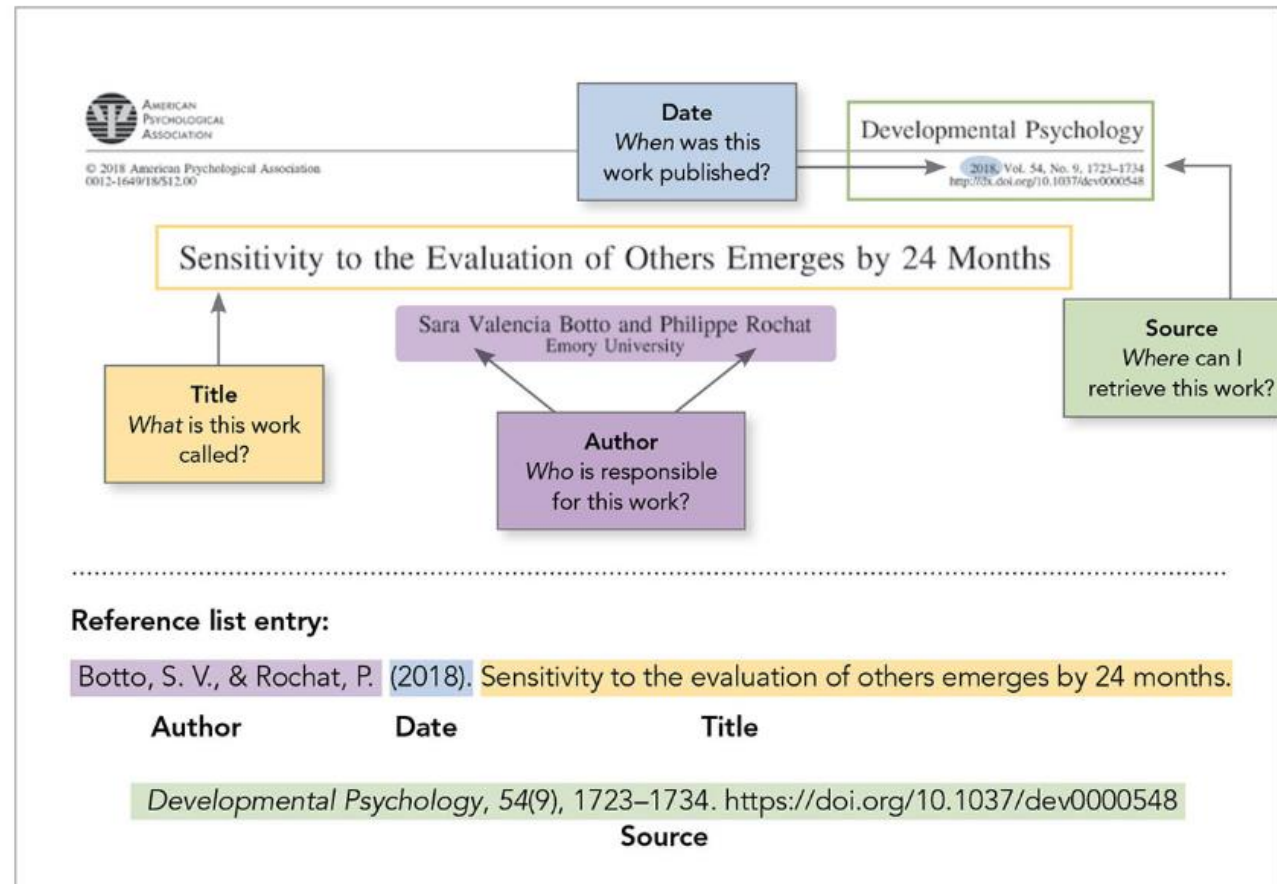 AMERICAN
PSYCHOLOGICAL
ASSOCIATION
© 2018 American Psychological Association
0012-1649/18/$12.00
Date
When was this
work published?
Developmental Psychology
2018, Vol. 54, No. 9, 1723–1734
http://dx.doi.org/10.1037/dev0000548
Sensitivity to the Evaluation of Others Emerges by 24 Months
Sara Valencia Botto and Philippe Rochat
Emory University
Title
What is this work
called?
Author
Who is responsible
for this work?
Source
Where can I
retrieve this work?
Reference list entry:
Botto, S. V., & Rochat, P. (2018). Sensitivity to the evaluation of others emerges by 24 months.
Author Date Title
Developmental Psychology, 54(9), 1723–1734. https://doi.org/10.1037/dev0000548
Source